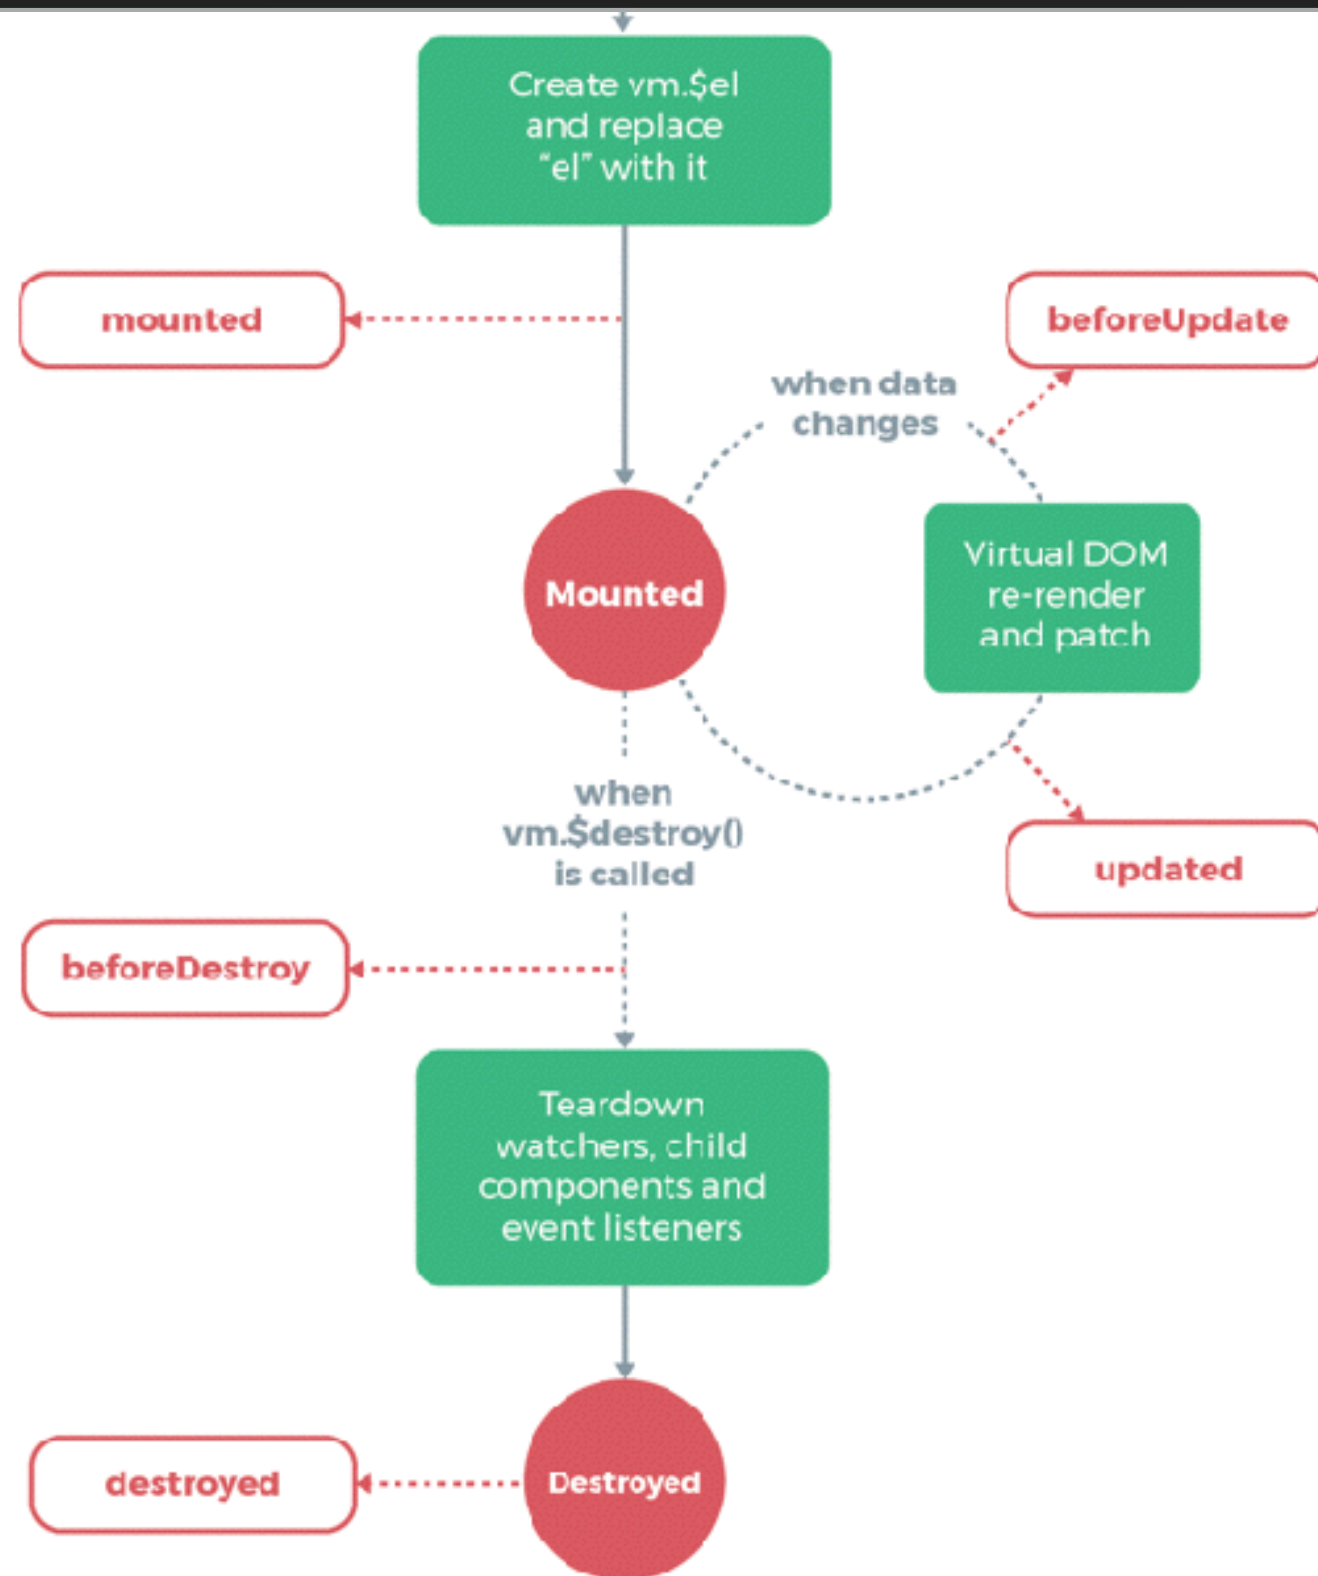 Create vm.$el
and replace
“el” with it
mounted
beforeUpdate
when data
changes
Mounted
Virtual DOM
re-render
and patch
when
vm.$destroy()
is called
updated
beforeDestroy
Teardown
watchers, child
components and
event listeners
destroyed
Destroyed